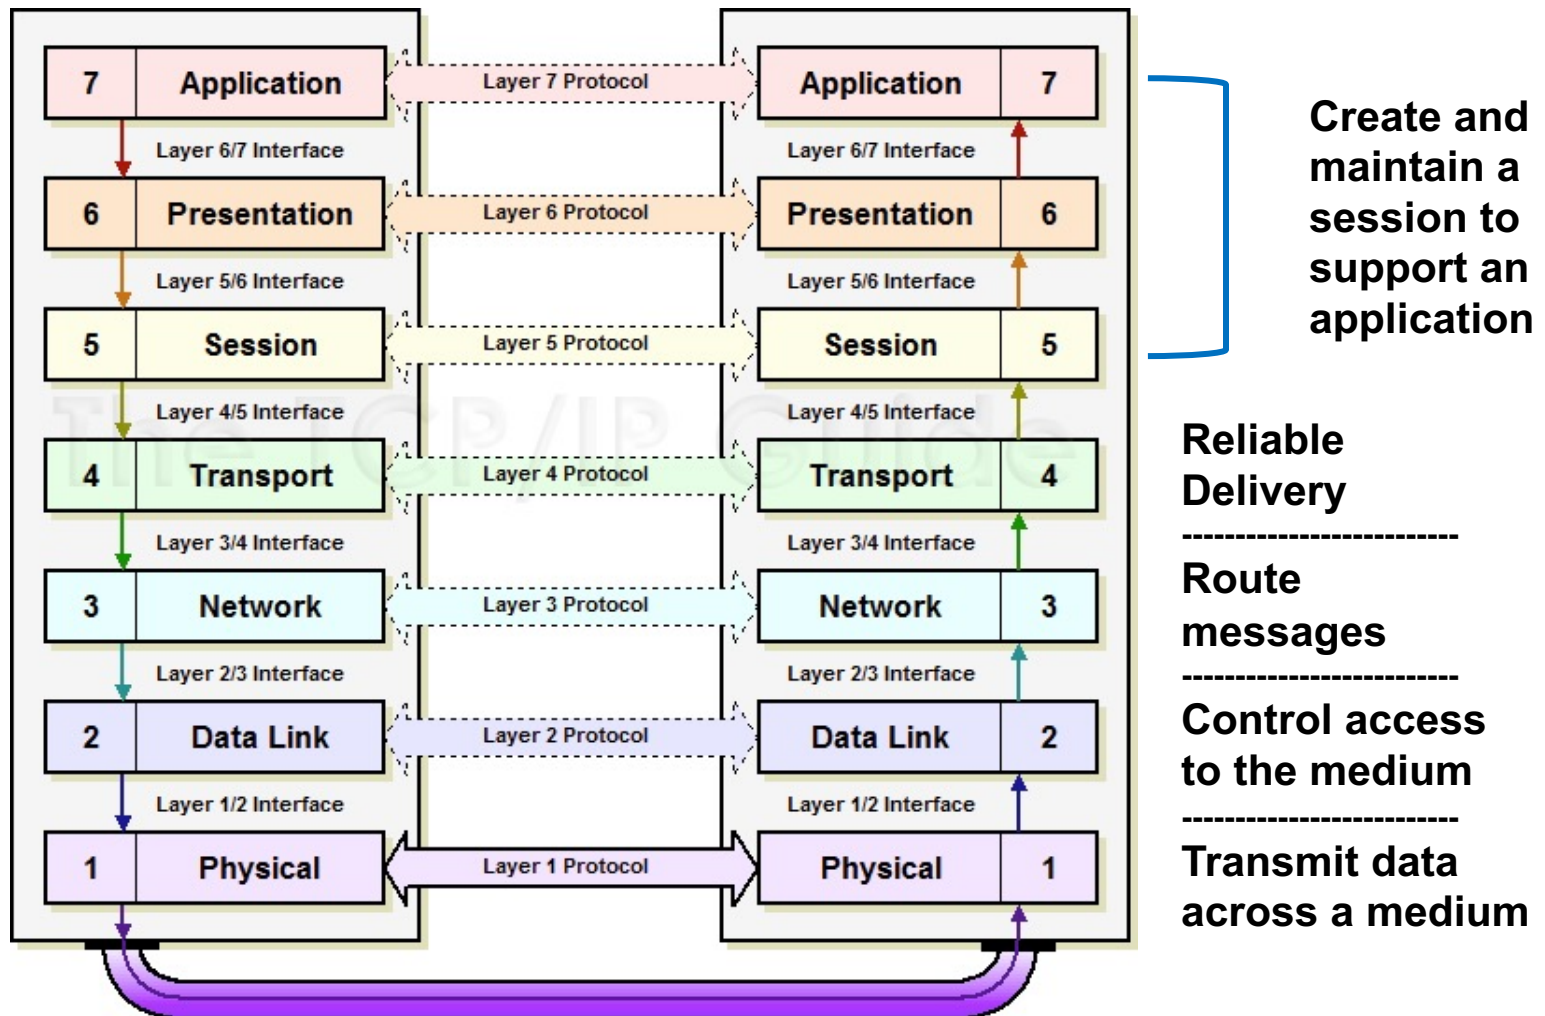 7 Application Layer 7 Protocol Application 7
Layer 6/7 Interface Layer 6/7 Interface
6 Presentation Layer 6 Protocol Presentation 6
Layer 5/6 Interface Layer 5/6 Interface
5 Session Layer 5 Protocol Session 5
Layer 4/5 Interface Layer 4/5 Interface
The TCP/IP Guide
4 Transport Layer 4 Protocol Transport 4
Layer 3/4 Interface Layer 3/4 Interface
3 Network Layer 3 Protocol Network 3
Layer 2/3 Interface Layer 2/3 Interface
2 Data Link Layer 2 Protocol Data Link 2
Layer 1/2 Interface Layer 1/2 Interface
1 Physical Layer 1 Protocol Physical 1
Create and
maintain a
session to
support an
application
Reliable
Delivery
--------------------------
Route
messages
--------------------------
Control access
to the medium
--------------------------
Transmit data
across a medium